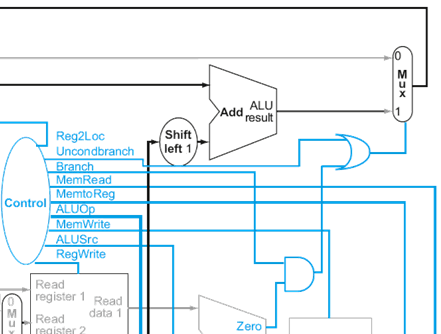 0
M
u
x
1
Add
ALU
result
Shift
left 1
Reg2Loc
Uncondbranch
Branch
MemRead
MemtoReg
ALUOp
MemWrite
ALUSrc
RegWrite
Control
Read
register 1
Read
data 1
0
M
u
x
Read
register 2
Zero